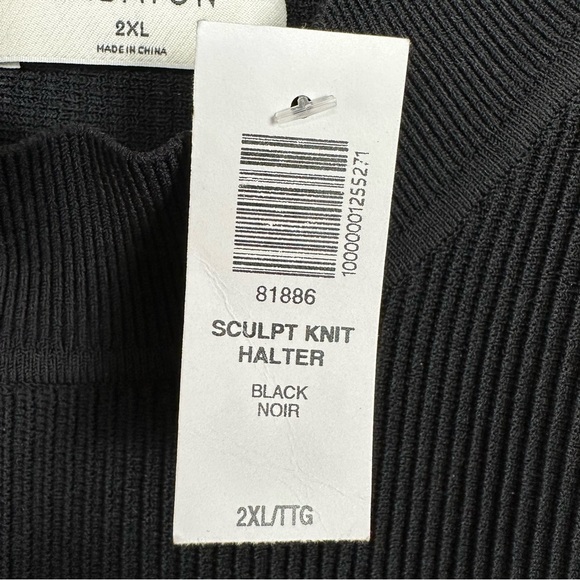 2XL
MADE IN CHINA
10000001255271
81886
SCULPT KNIT
HALTER
BLACK
NOIR
2XL/TTG